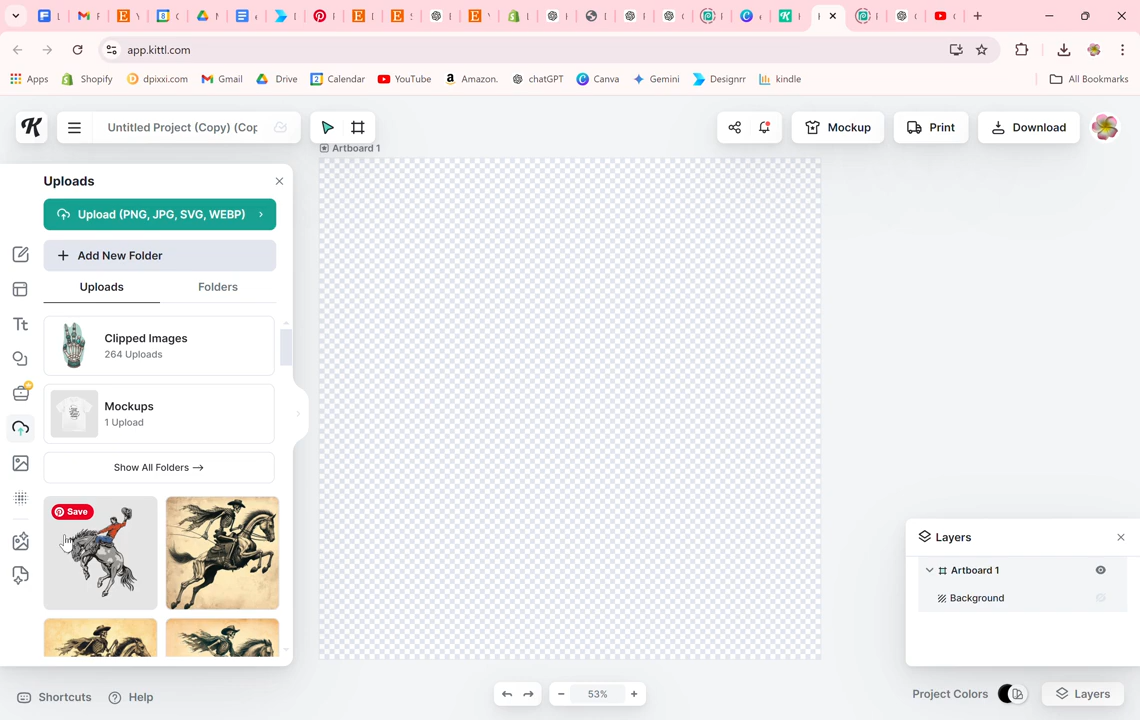 app.kittl.com
Apps
Shopify
dpixxi.com
Gmail
Drive
Calendar
YouTube
Amazon.
chatGPT
Canva
Gemini
Designrr
kindle
All Bookmarks
Untitled Project (Copy) (Cop
Mockup
Print
Download
Artboard 1
Uploads
Upload (PNG, JPG, SVG, WEBP)
Add New Folder
Uploads
Folders
Clipped Images
264 Uploads
Mockups
1 Upload
Show All Folders
Save
Layers
Artboard 1
Background
Shortcuts
Help
53%
Project Colors
Layers